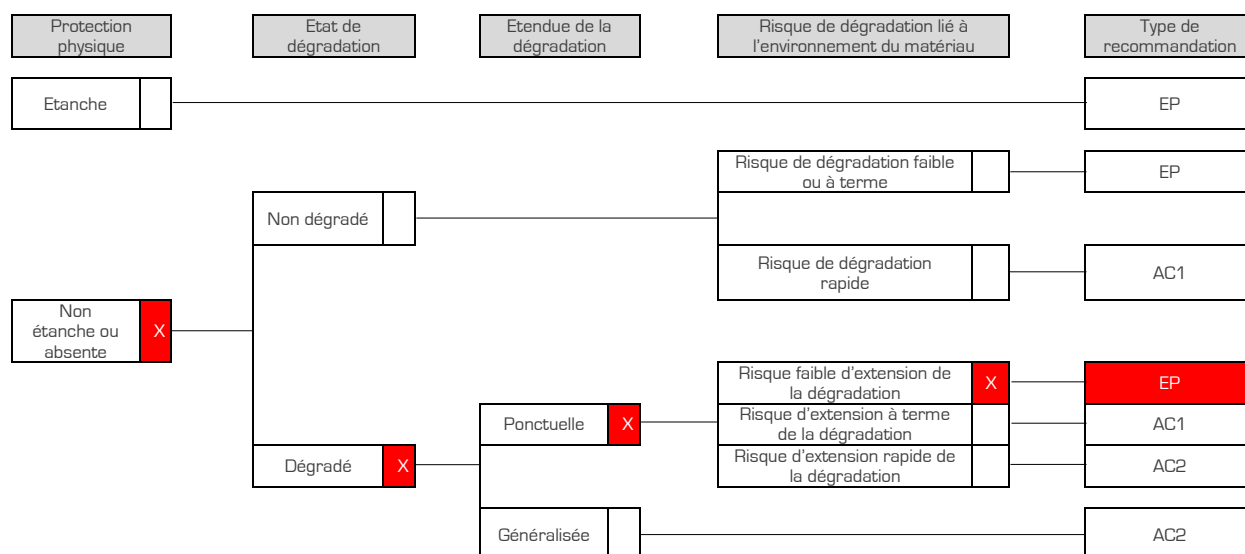 Protection
physique
Etat de
dégradation
Etendue de la
dégradation
Risque de dégradation lié à
l'environnement du matériau
Type de
recommandation
Etanche
EP
Risque de dégradation faible
ou à terme
EP
Non dégradé
Risque de dégradation
rapide
AC1
Non
étanche ou
absente
X
Risque faible d'extension de
la dégradation
X
EP
Ponctuelle
X
Risque d'extension à terme
de la dégradation
AC1
Dégradé
X
Risque d'extension rapide de
la dégradation
AC2
Généralisée
AC2